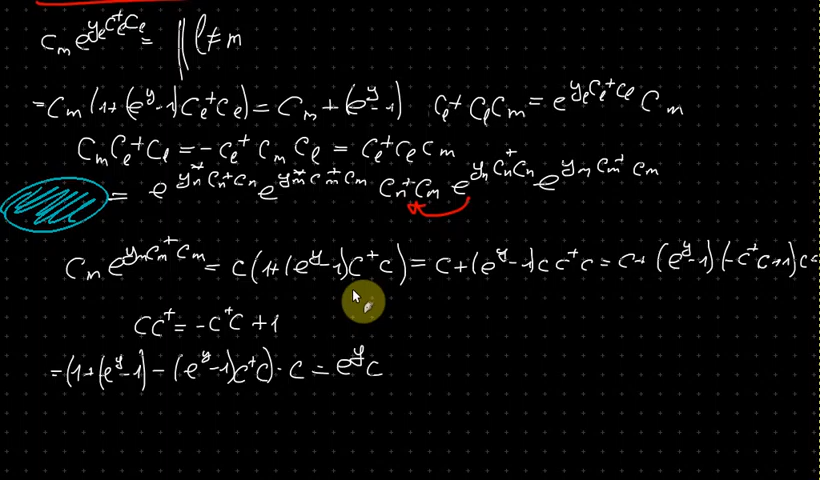 C_m e^{y_l C_l^+ C_l} = || l ≠ m
= C_m (1 + (e^y - 1) C_l^+ C_l) = C_m + (e^y - 1) C_l^+ C_l C_m = e^{y_l C_l^+ C_l} C_m
C_m C_l^+ C_l = - C_l^+ C_m C_l = C_l^+ C_l C_m
= e^{y_n^* C_n^+ C_n} e^{y_m^* C_m^+ C_m} C_n^+ C_m e^{y_n C_n^+ C_n} e^{y_m C_m^+ C_m}
C_m e^{y_m C_m^+ C_m} = C (1 + (e^y - 1) C^+ C) = C + (e^y - 1) C C^+ C = C + (e^y - 1) (-C^+ C + 1) C =
C C^+ = - C^+ C + 1
= (1 + (e^y - 1) - (e^y - 1) C^+ C) · C = e^y C